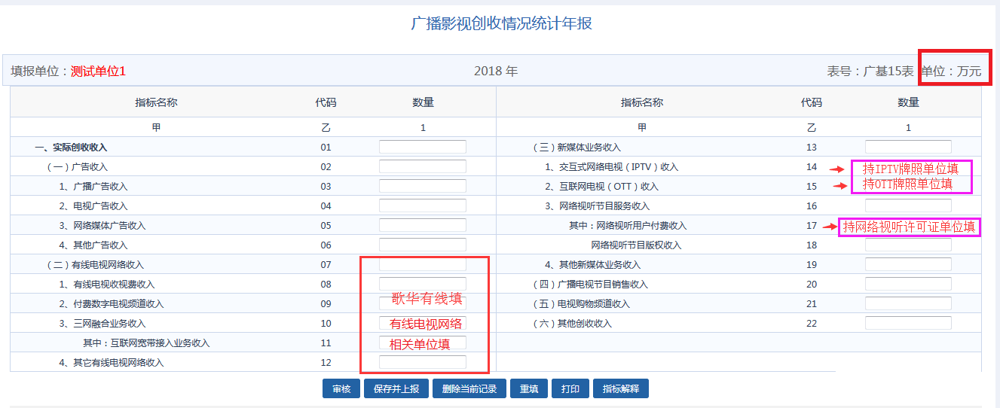 广播影视创收情况统计年报
填报单位：测试单位1 2018 年 表号：广基15表 单位：万元
指标名称 代码 数量 指标名称 代码 数量
甲 乙 1 甲 乙 1
一、实际创收收入 01 （三）新媒体业务收入 13
（一）广告收入 02 1、交互式网络电视（IPTV）收入 14 持IPTV牌照单位填
1、广播广告收入 03 2、互联网电视（OTT）收入 15 持OTT牌照单位填
2、电视广告收入 04 3、网络视听节目服务收入 16
3、网络媒体广告收入 05 其中：网络视听用户付费收入 17 持网络视听许可证单位填
4、其他广告收入 06 网络视听节目版权收入 18
（二）有线电视网络收入 07 4、其他新媒体业务收入 19
1、有线电视收视费收入 08 （四）广播电视节目销售收入 20
2、付费数字电视频道收入 09 歌华有线填 （五）电视购物频道收入 21
3、三网融合业务收入 10 有线电视网络 （六）其他创收收入 22
其中：互联网宽带接入业务收入 11 相关单位填
4、其它有线电视网络收入 12
审核 保存并上报 删除当前记录 重填 打印 指标解释